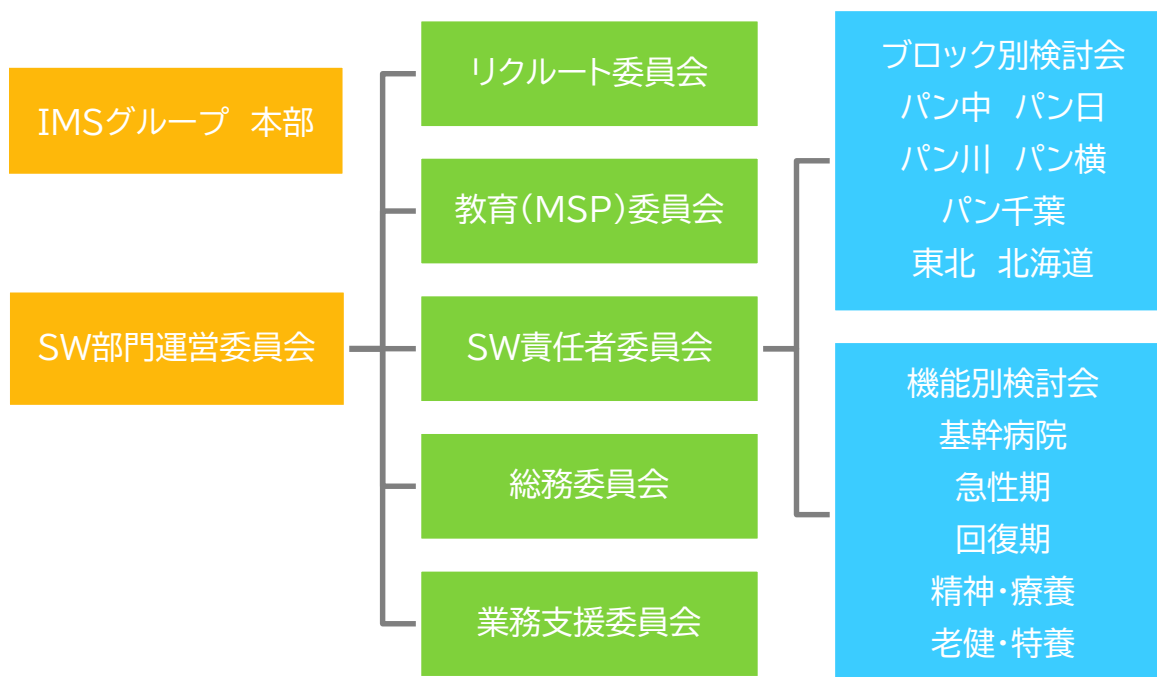 IMSグループ　本部
SW部門運営委員会
リクルート委員会
教育(MSP)委員会
SW責任者委員会
総務委員会
業務支援委員会
ブロック別検討会
パン中　パン日
パン川　パン横
パン千葉
東北　北海道
機能別検討会
基幹病院
急性期
回復期
精神・療養
老健・特養